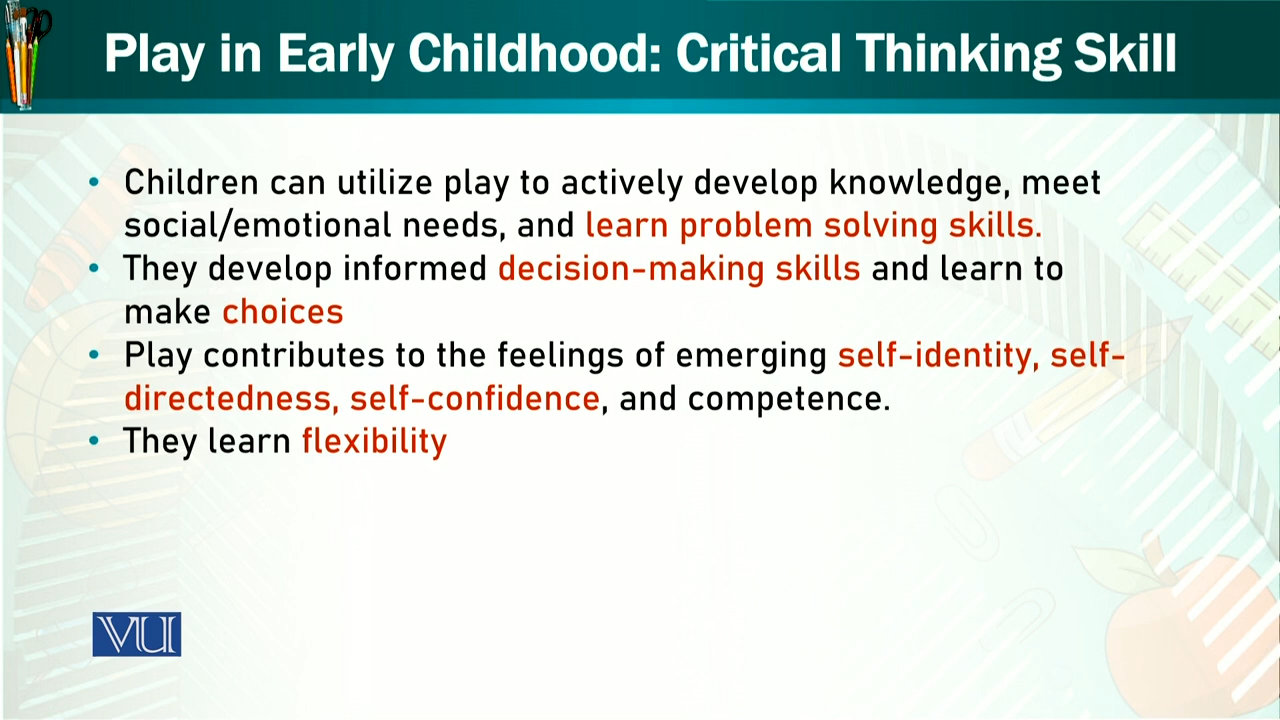 Play in Early Childhood: Critical Thinking Skill
• Children can utilize play to actively develop knowledge, meet
social/emotional needs, and learn problem solving skills.
• They develop informed decision-making skills and learn to
make choices
• Play contributes to the feelings of emerging self-identity, self-
directedness, self-confidence, and competence.
• They learn flexibility
VU